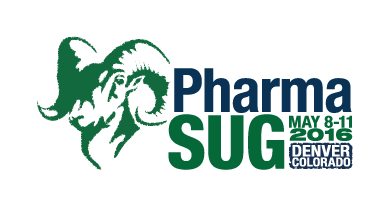 Pharma
SUG
MAY 8-11
2016
DENVER
COLORADO